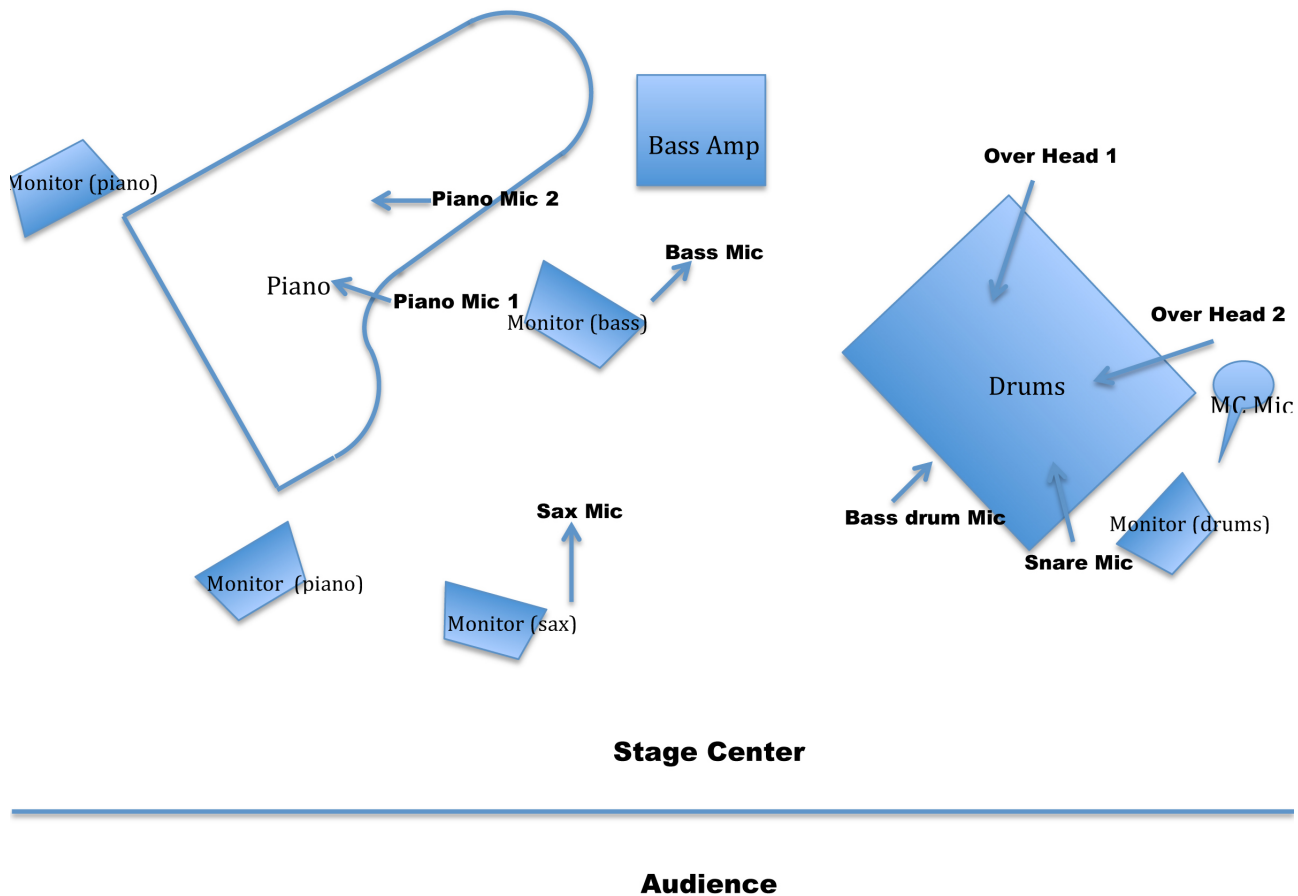 Bass Amp
Over Head 1
Monitor (piano)
Piano Mic 2
Bass Mic
Piano
Piano Mic 1
Monitor (bass)
Over Head 2
Drums
MC Mic
Sax Mic
Bass drum Mic
Monitor (drums)
Snare Mic
Monitor (piano)
Monitor (sax)
Stage Center
Audience